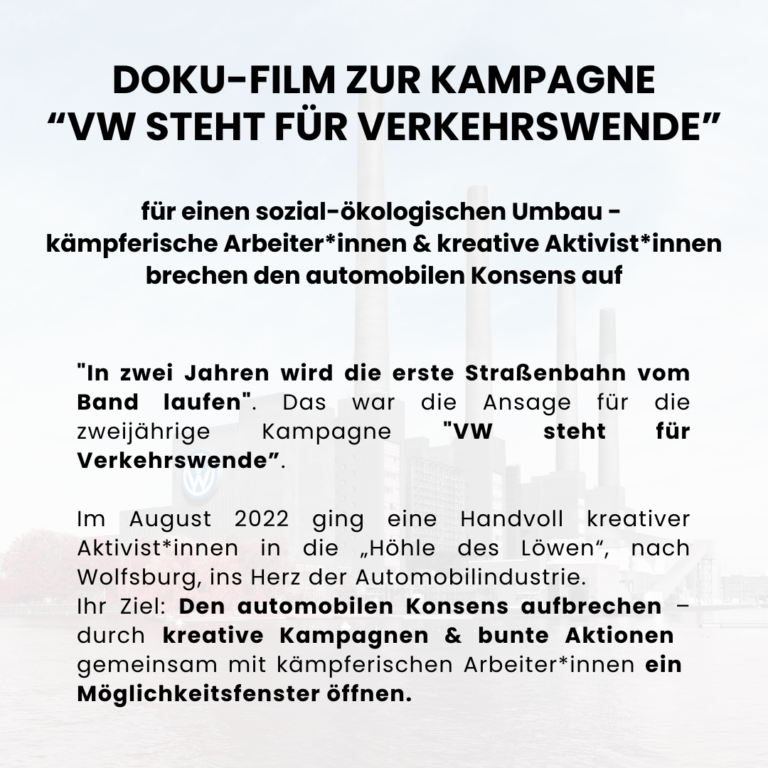 DOKU-FILM ZUR KAMPAGNE
“VW STEHT FÜR VERKEHRSWENDE”
für einen sozial-ökologischen Umbau -
kämpferische Arbeiter*innen & kreative Aktivist*innen
brechen den automobilen Konsens auf
"In zwei Jahren wird die erste Straßenbahn vom
Band laufen". Das war die Ansage für die
zweijährige Kampagne "VW steht für
Verkehrswende”.
Im August 2022 ging eine Handvoll kreativer
Aktivist*innen in die „Höhle des Löwen“, nach
Wolfsburg, ins Herz der Automobilindustrie.
Ihr Ziel: Den automobilen Konsens aufbrechen –
durch kreative Kampagnen & bunte Aktionen
gemeinsam mit kämpferischen Arbeiter*innen ein
Möglichkeitsfenster öffnen.